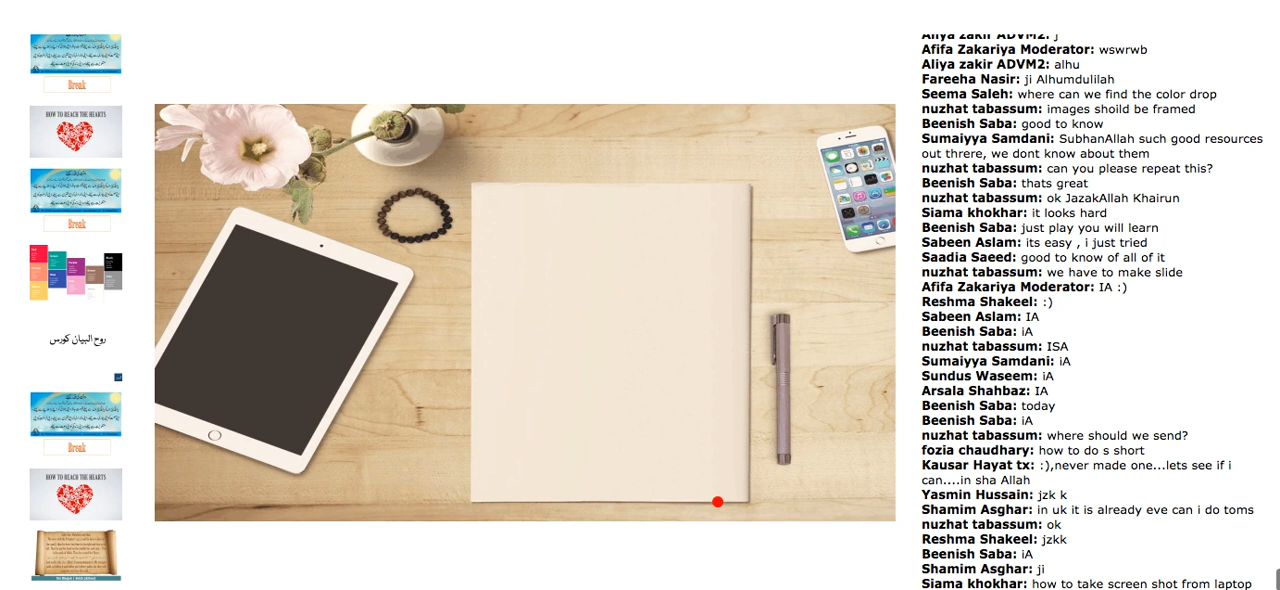 Break
HOW TO REACH THE HEARTS
Break
روح البيان كورس
Break
HOW TO REACH THE HEARTS
Afifa Zakariya Moderator: wswrwb
Aliya zakir ADVM2: alhu
Fareeha Nasir: ji Alhumdulilah
Seema Saleh: where can we find the color drop
nuzhat tabassum: images shoild be framed
Beenish Saba: good to know
Sumaiyya Samdani: SubhanAllah such good resources
out threre, we dont know about them
nuzhat tabassum: can you please repeat this?
Beenish Saba: thats great
nuzhat tabassum: ok JazakAllah Khairun
Siama khokhar: it looks hard
Beenish Saba: just play you will learn
Sabeen Aslam: its easy , i just tried
Saadia Saeed: good to know of all of it
nuzhat tabassum: we have to make slide
Afifa Zakariya Moderator: IA :)
Reshma Shakeel: :)
Sabeen Aslam: IA
Beenish Saba: iA
nuzhat tabassum: ISA
Sumaiyya Samdani: iA
Sundus Waseem: iA
Arsala Shahbaz: IA
Beenish Saba: today
Beenish Saba: iA
nuzhat tabassum: where should we send?
fozia chaudhary: how to do s short
Kausar Hayat tx: :),never made one...lets see if i
can....in sha Allah
Yasmin Hussain: jzk k
Shamim Asghar: in uk it is already eve can i do toms
nuzhat tabassum: ok
Reshma Shakeel: jzkk
Beenish Saba: iA
Shamim Asghar: ji
Siama khokhar: how to take screen shot from laptop